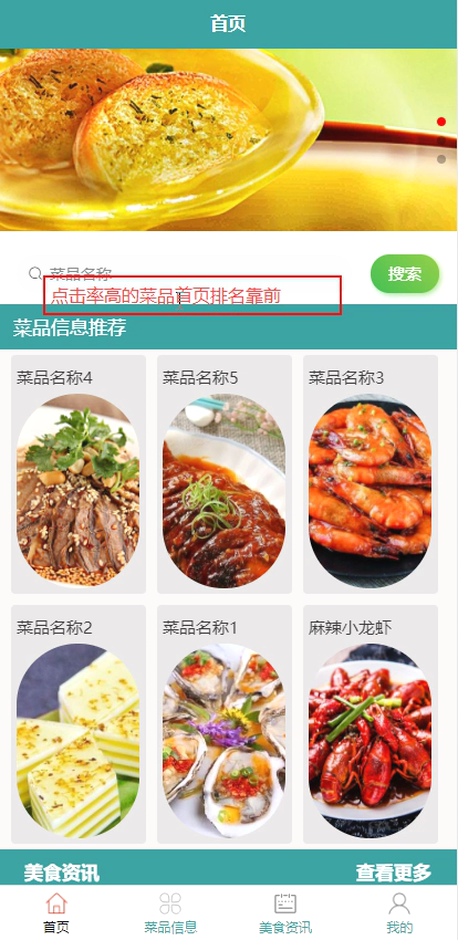 首页
菜品名称
搜索
点击率高的菜品首页排名靠前
菜品信息推荐
菜品名称4
菜品名称5
菜品名称3
菜品名称2
菜品名称1
麻辣小龙虾
美食资讯
查看更多
首页
菜品信息
美食资讯
我的